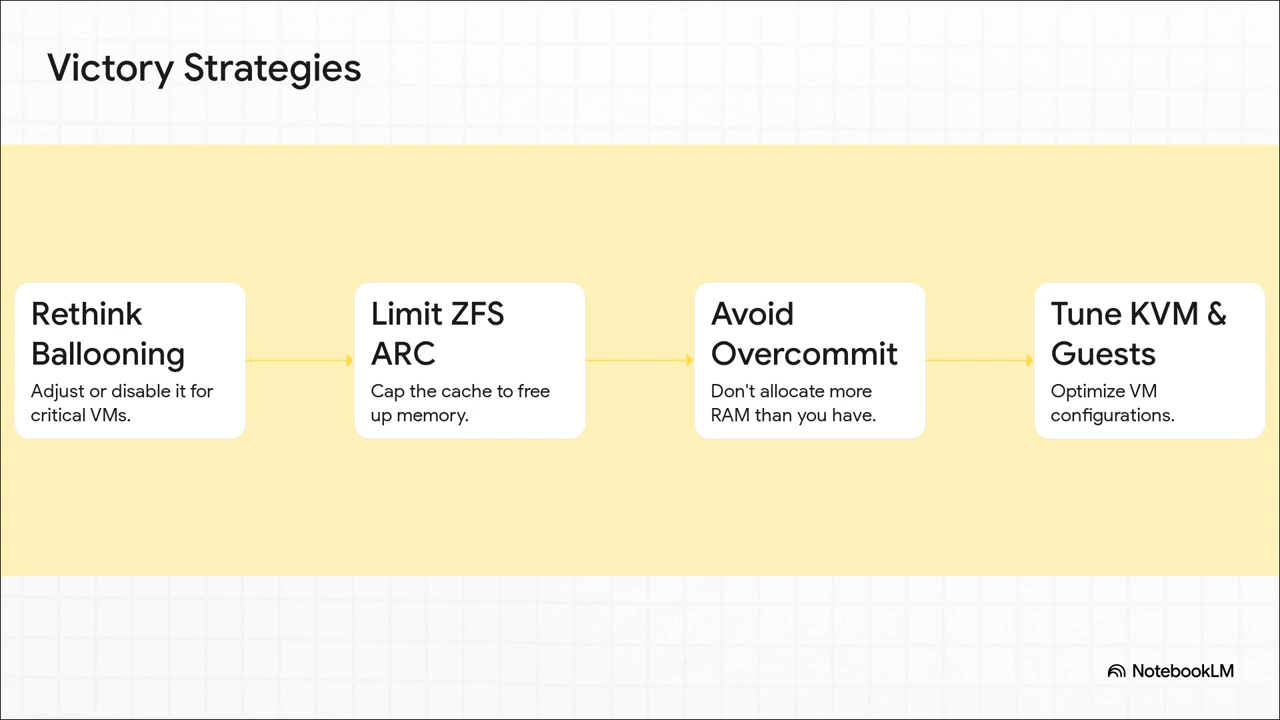 Victory Strategies
Rethink
Ballooning
Adjust or disable it for
critical VMs.
Limit ZFS
ARC
Cap the cache to free
up memory.
Avoid
Overcommit
Don't allocate more
RAM than you have.
Tune KVM &
Guests
Optimize VM
configurations.
NotebookLM